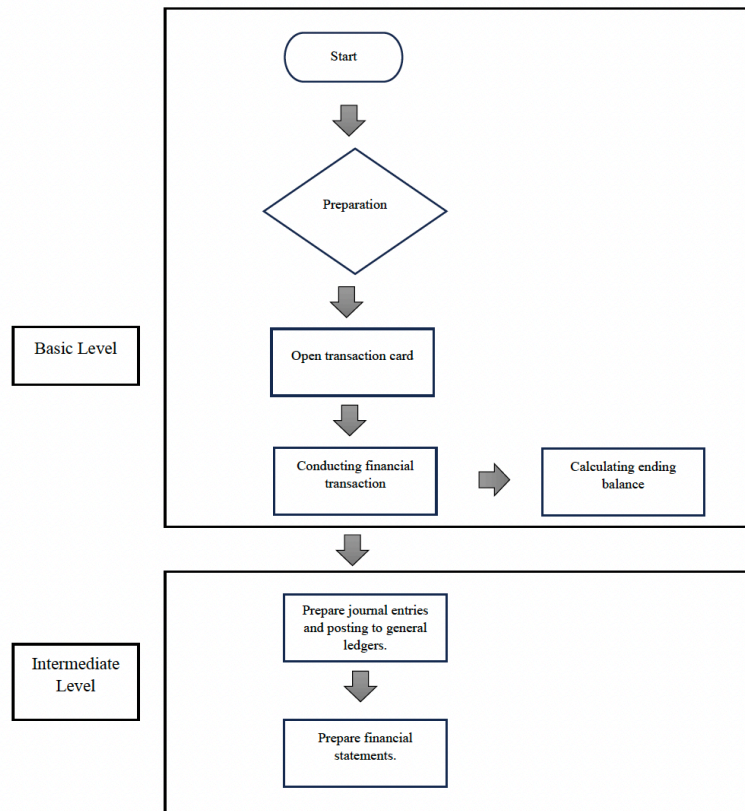 Start
Preparation
Basic Level
Open transaction card
Conducting financial
transaction
Calculating ending
balance
Intermediate
Level
Prepare journal entries
and posting to general
ledgers.
Prepare financial
statements.